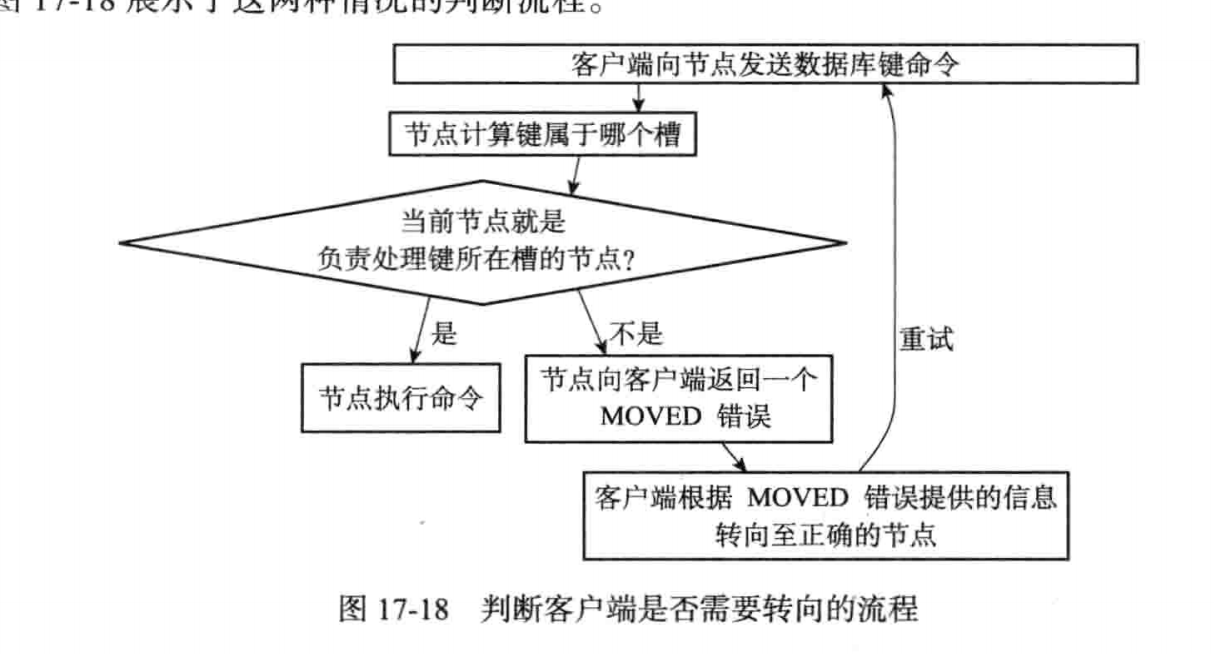 图 17-18 展示了这两种情况的判断流程。
客户端向节点发送数据库键命令
节点计算键属于哪个槽
当前节点就是
负责处理键所在槽的节点?
是
不是
重试
节点执行命令
节点向客户端返回一个
MOVED 错误
客户端根据 MOVED 错误提供的信息
转向至正确的节点
图 17-18 判断客户端是否需要转向的流程